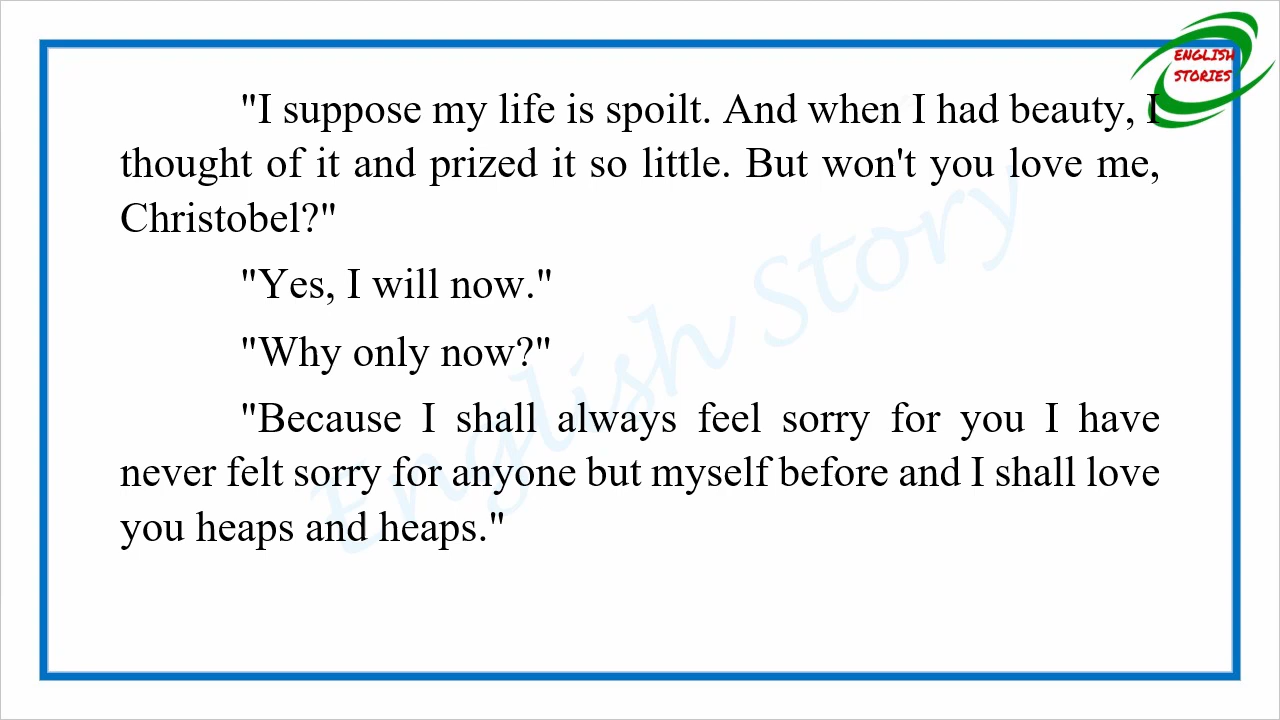 ENGLISH
STORIES
"I suppose my life is spoilt. And when I had beauty, I
thought of it and prized it so little. But won't you love me,
Christobel?"
"Yes, I will now."
"Why only now?"
"Because I shall always feel sorry for you I have
never felt sorry for anyone but myself before and I shall love
you heaps and heaps."
English Story